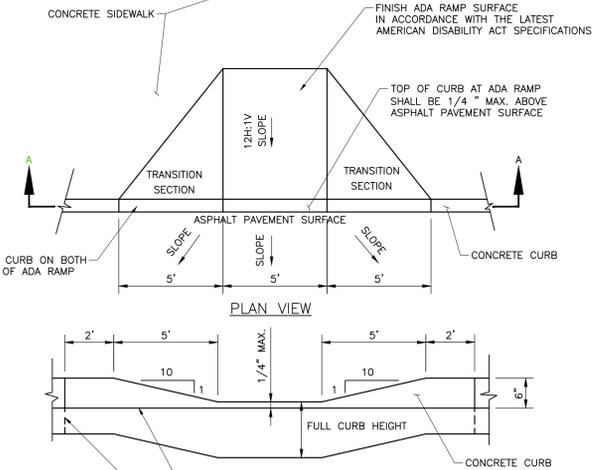 CONCRETE SIDEWALK
FINISH ADA RAMP SURFACE
IN ACCORDANCE WITH THE LATEST
AMERICAN DISABILITY ACT SPECIFICATIONS
TOP OF CURB AT ADA RAMP
SHALL BE 1/4 " MAX. ABOVE
ASPHALT PAVEMENT SURFACE
12H:1V
SLOPE
TRANSITION
SECTION
TRANSITION
SECTION
A
A
ASPHALT PAVEMENT SURFACE
CURB ON BOTH
OF ADA RAMP
SLOPE
SLOPE
SLOPE
CONCRETE CURB
5'
5'
5'
PLAN VIEW
2'
5'
1/4" MAX.
5'
2'
10
1
10
1
6"
FULL CURB HEIGHT
CONCRETE CURB